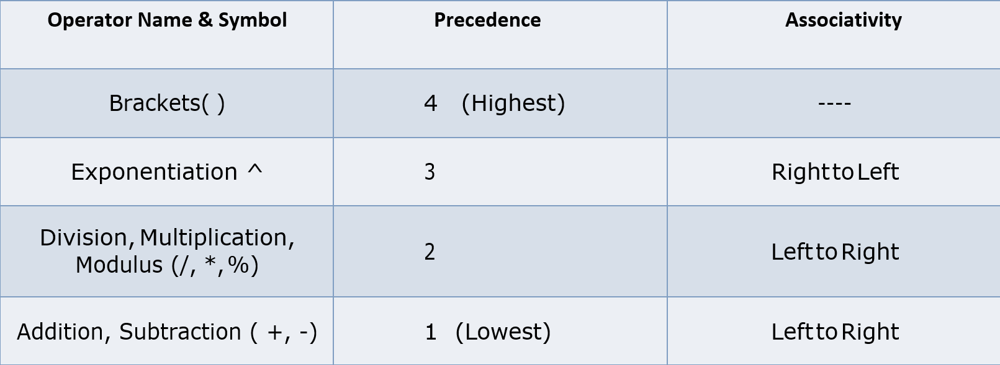 Operator Name & Symbol Precedence Associativity
Brackets( ) 4 (Highest) ----
Exponentiation ^ 3 Right to Left
Division, Multiplication,
Modulus (/, *, %) 2 Left to Right
Addition, Subtraction ( +, -) 1 (Lowest) Left to Right